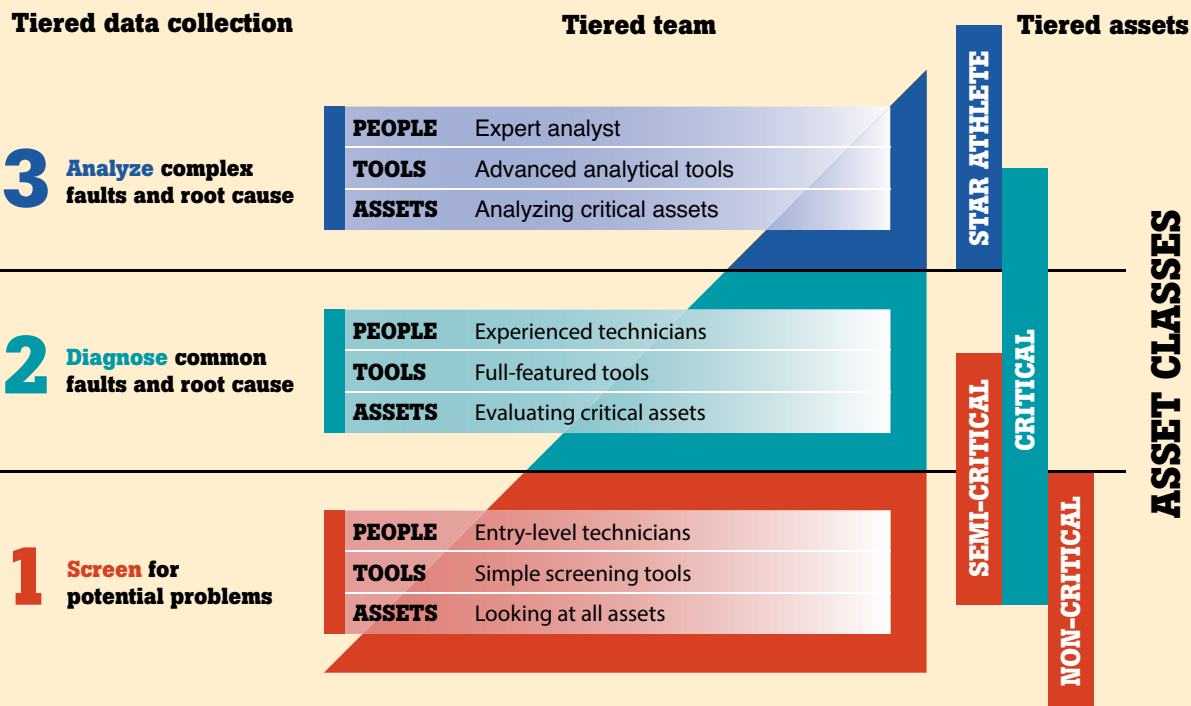 Tiered data collection
Tiered team
Tiered assets
3
Analyze complex
faults and root cause
PEOPLE Expert analyst
TOOLS Advanced analytical tools
ASSETS Analyzing critical assets
2
Diagnose common
faults and root cause
PEOPLE Experienced technicians
TOOLS Full-featured tools
ASSETS Evaluating critical assets
1
Screen for
potential problems
PEOPLE Entry-level technicians
TOOLS Simple screening tools
ASSETS Looking at all assets
STAR ATHLETE
CRITICAL
SEMI-CRITICAL
NON-CRITICAL
ASSET CLASSES